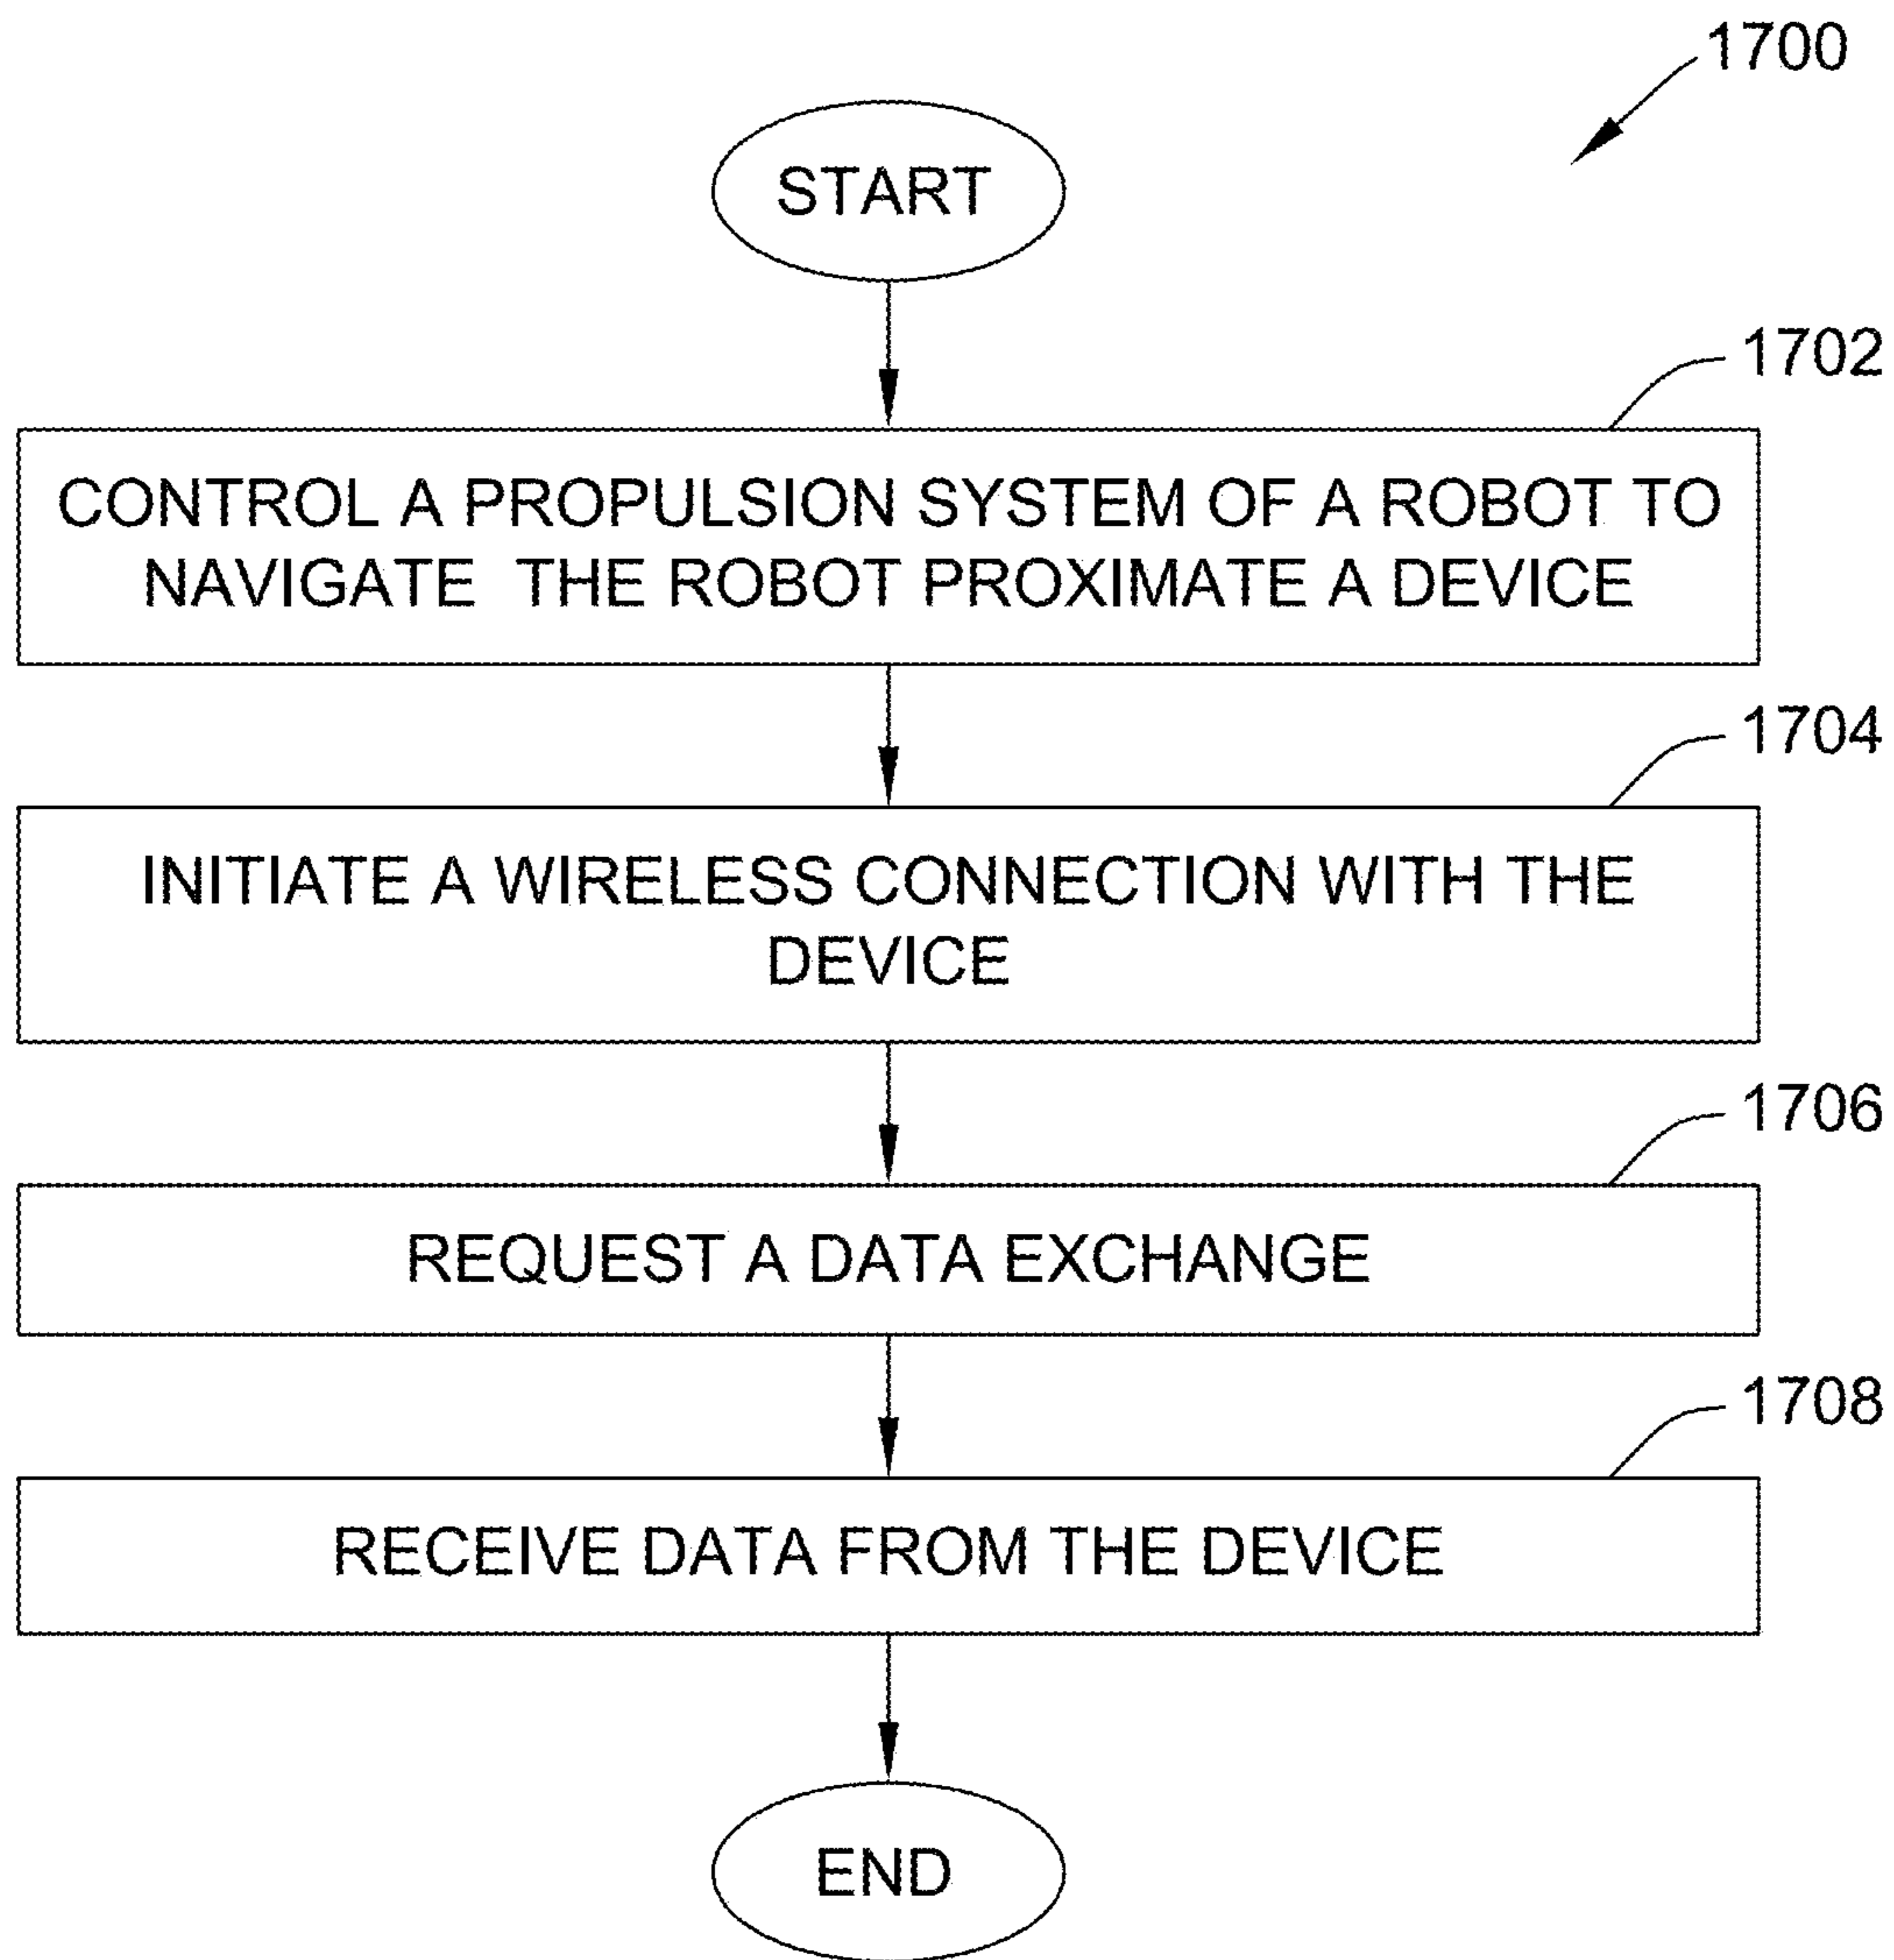 1700
START
1702
CONTROL A PROPULSION SYSTEM OF A ROBOT TO
NAVIGATE THE ROBOT PROXIMATE A DEVICE
1704
INITIATE A WIRELESS CONNECTION WITH THE
DEVICE
1706
REQUEST A DATA EXCHANGE
1708
RECEIVE DATA FROM THE DEVICE
END